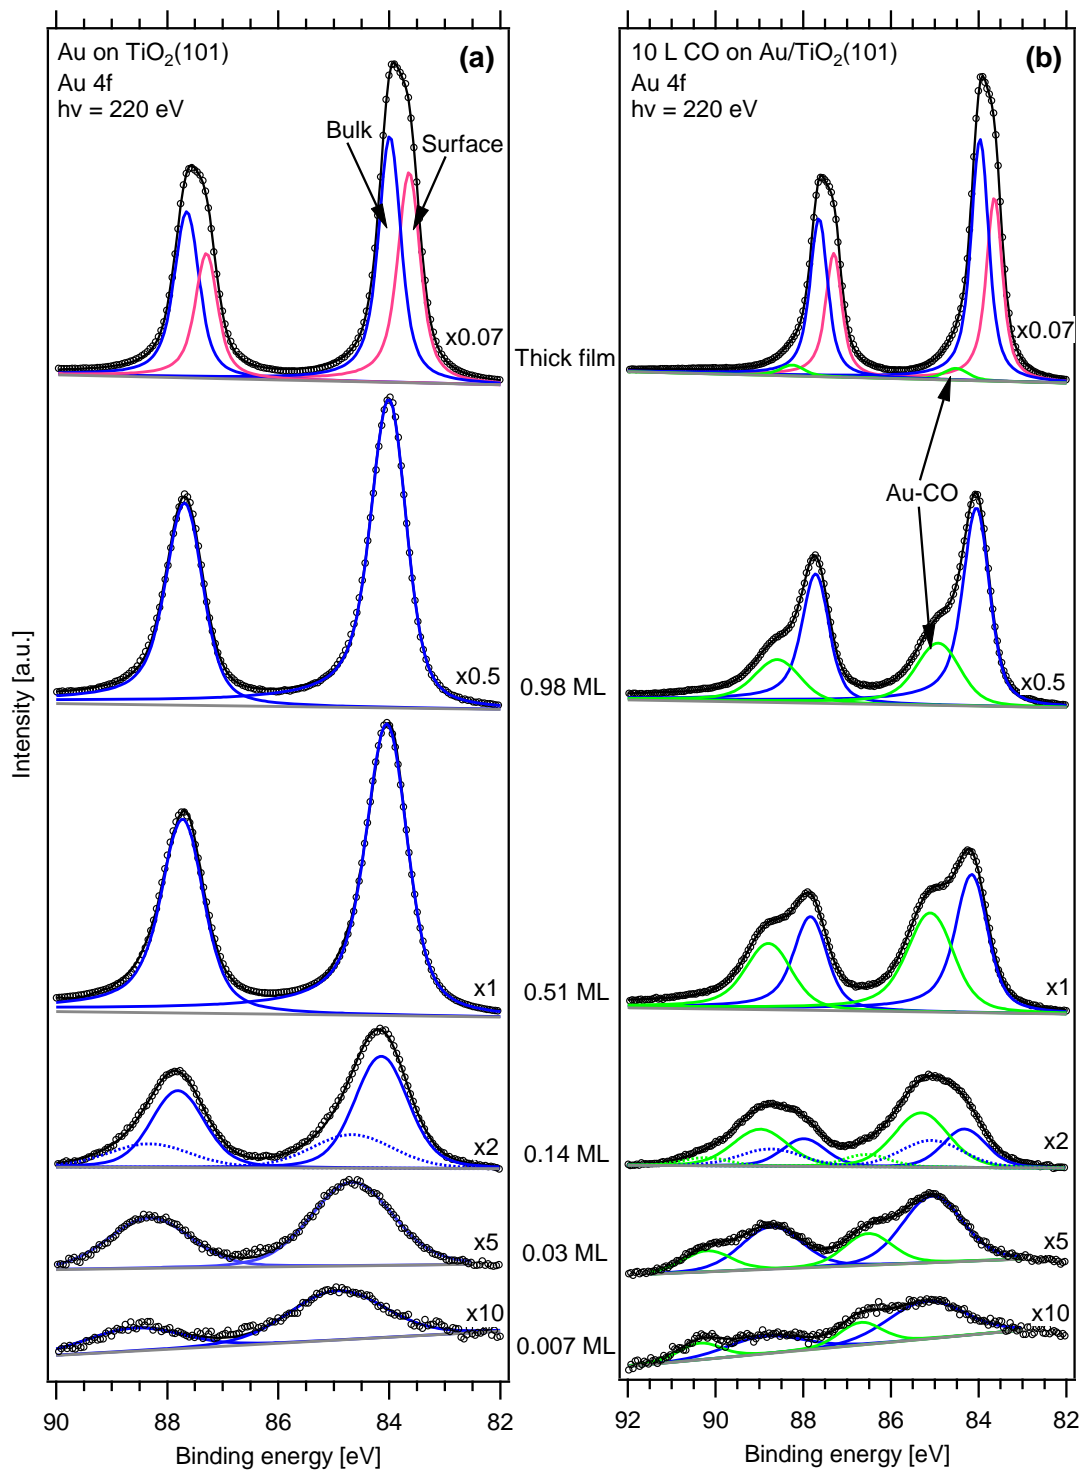 Au on TiO₂(101)
Au 4f
hν = 220 eV
(a)
Bulk
Surface
x0.07
x0.5
x1
x2
x5
x10
Thick film
0.98 ML
0.51 ML
0.14 ML
0.03 ML
0.007 ML
10 L CO on Au/TiO₂(101)
Au 4f
hν = 220 eV
(b)
x0.07
Au-CO
x0.5
x1
x2
x5
x10
Intensity [a.u.]
90 88 86 84 82
Binding energy [eV]
92 90 88 86 84 82
Binding energy [eV]